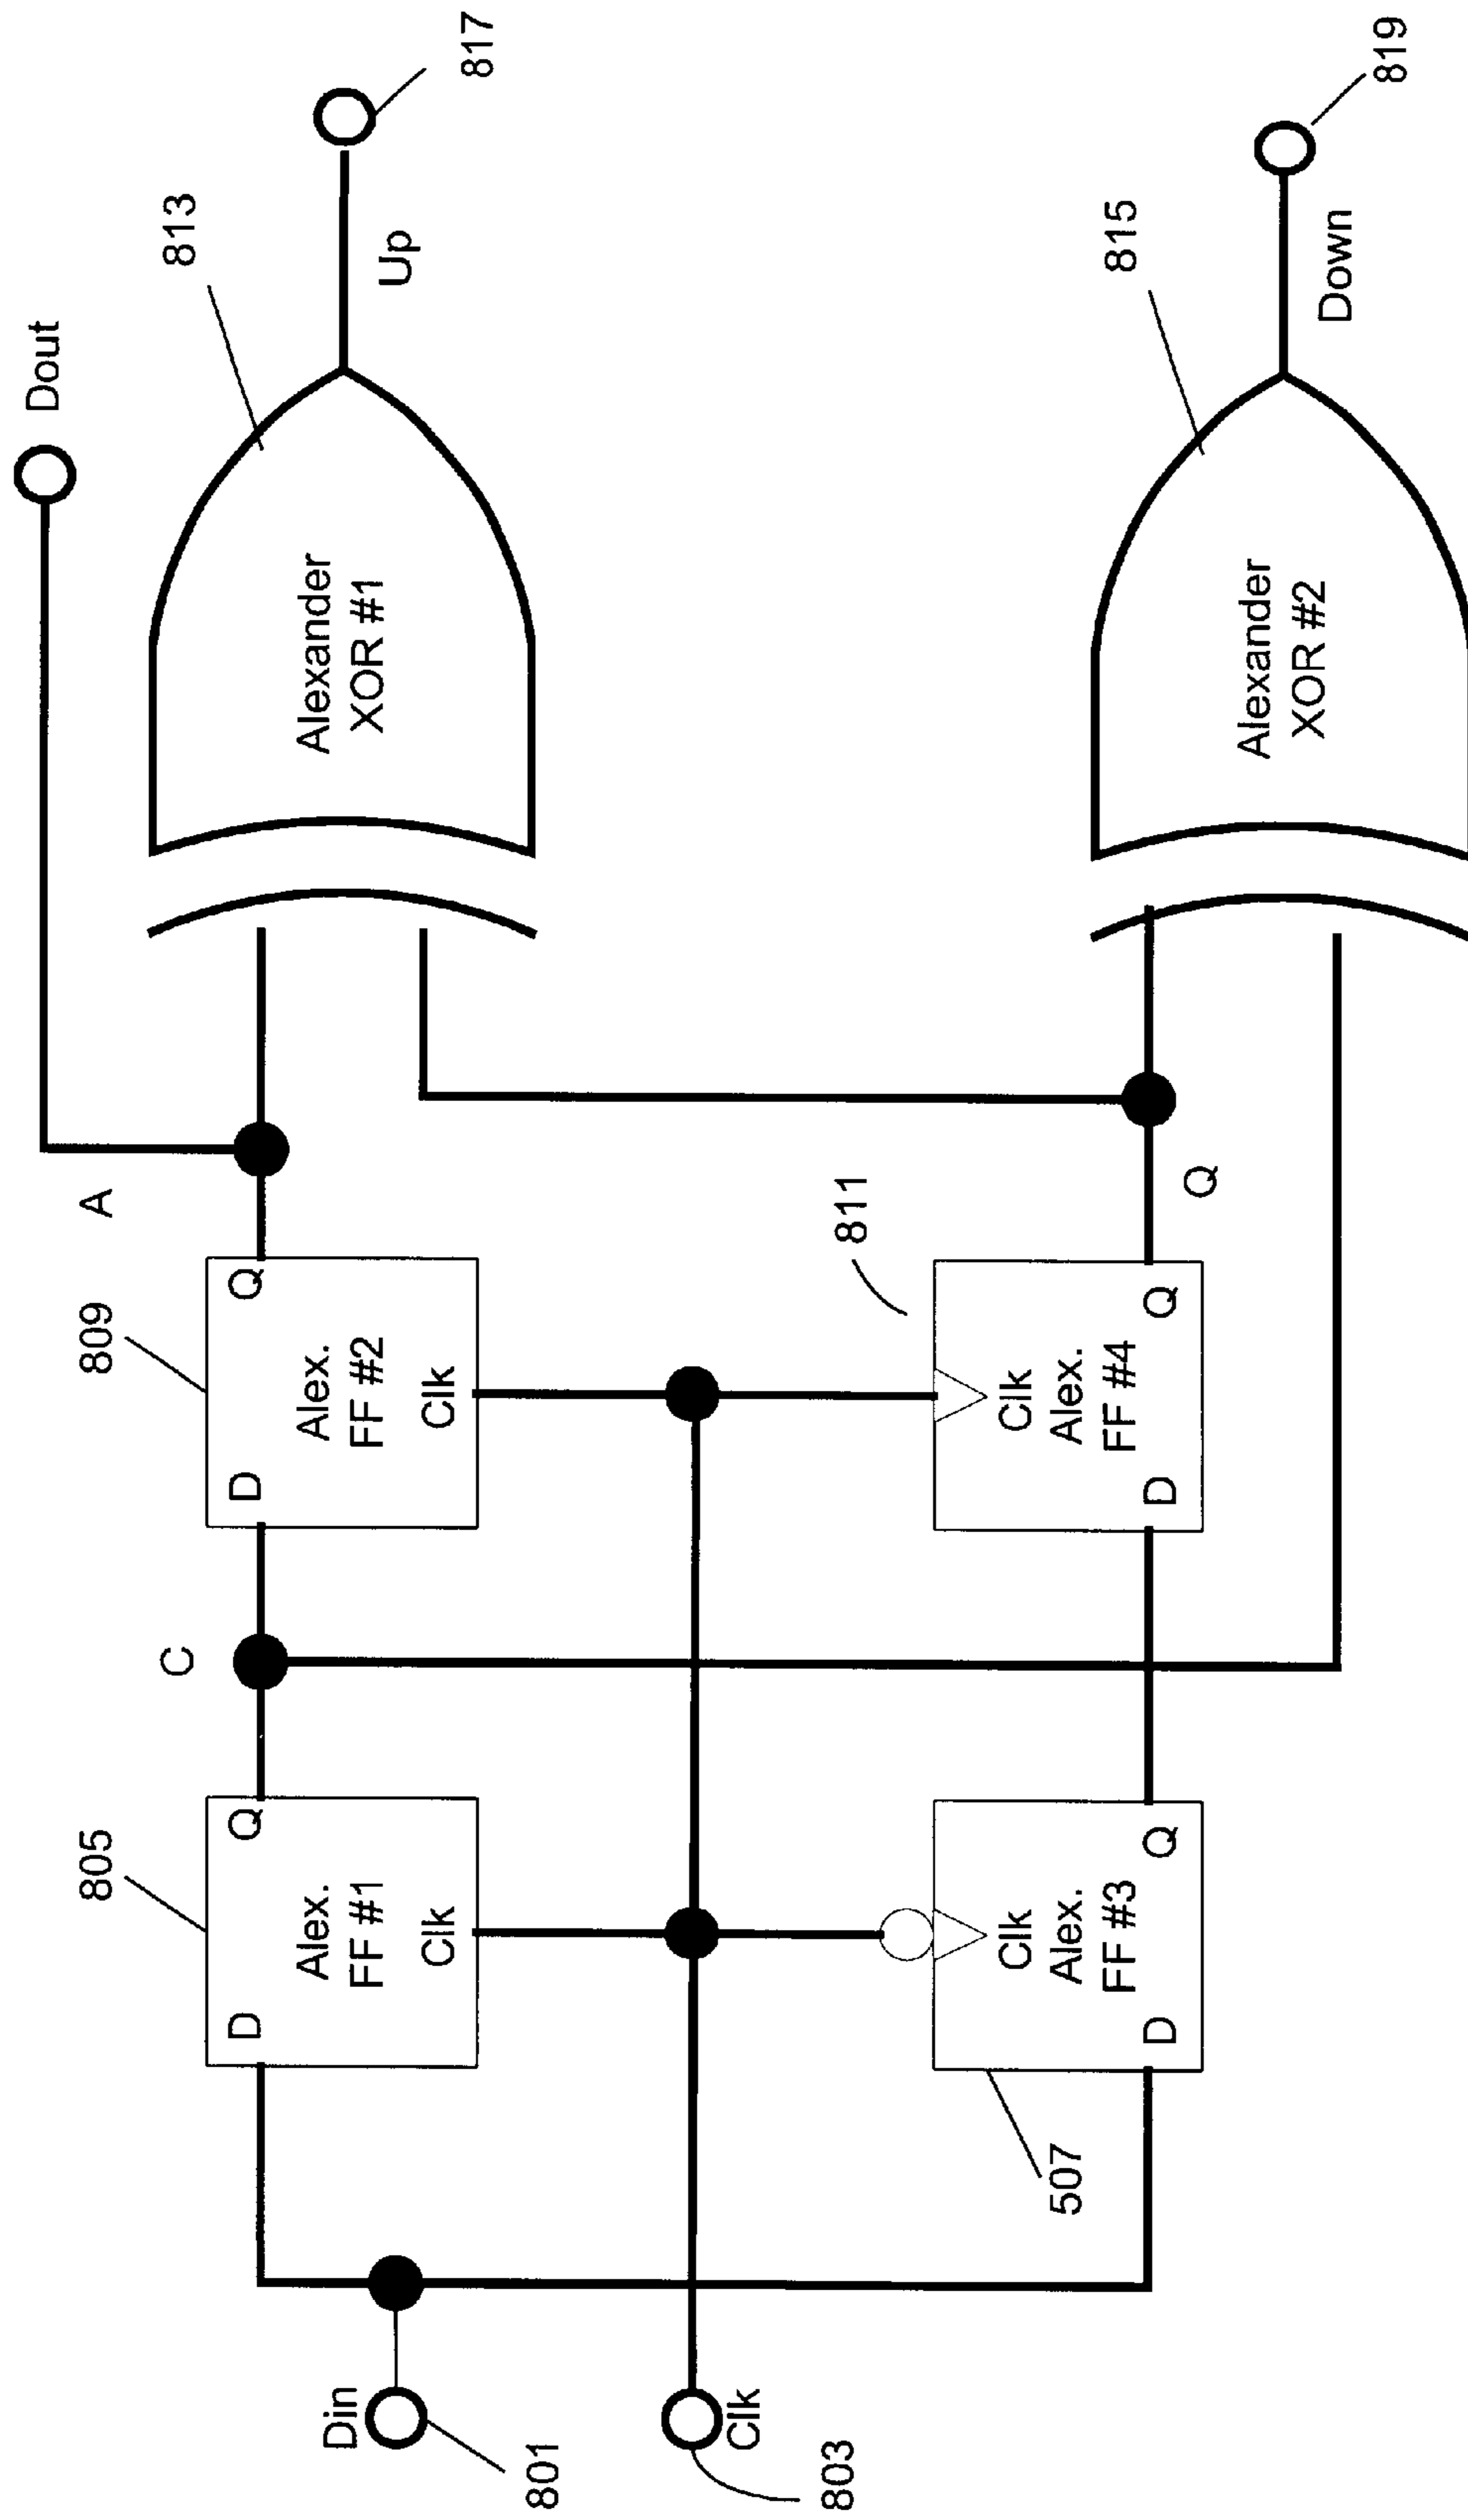 Dout
813
817
Alexander
XOR #1
Up
A
809
D
Q
Alex.
FF #2
Clk
C
805
D
Q
Alex.
FF #1
Clk
Din
801
Clk
803
811
Clk
Alex.
FF #4
D
Q
Q
Clk
Alex.
FF #3
D
Q
507
815
819
Alexander
XOR #2
Down